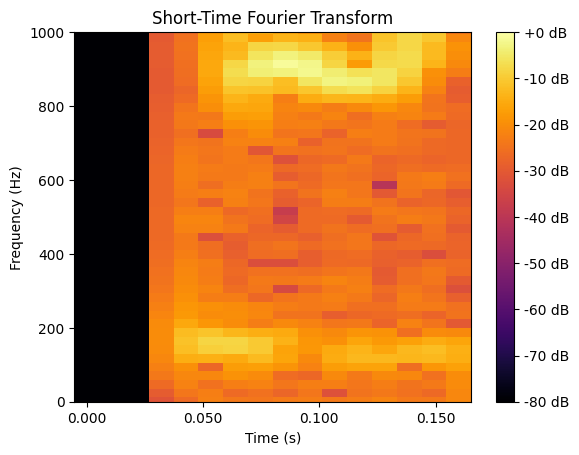 Short-Time Fourier Transform
Frequency (Hz)
1000
800
600
400
200
0
0.000
0.050
0.100
0.150
Time (s)
+0 dB
-10 dB
-20 dB
-30 dB
-40 dB
-50 dB
-60 dB
-70 dB
-80 dB